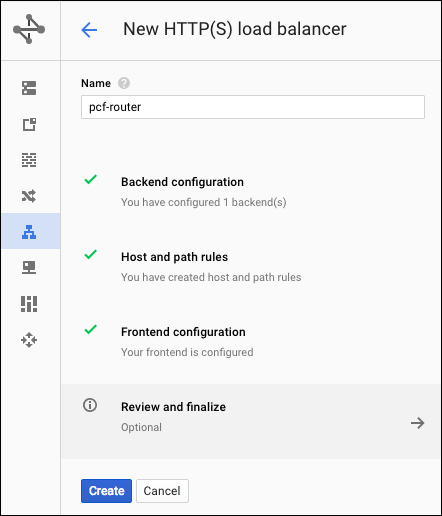 New HTTP(S) load balancer
Name
pcf-router
Backend configuration
You have configured 1 backend(s)
Host and path rules
You have created host and path rules
Frontend configuration
Your frontend is configured
Review and finalize
Optional
Create Cancel